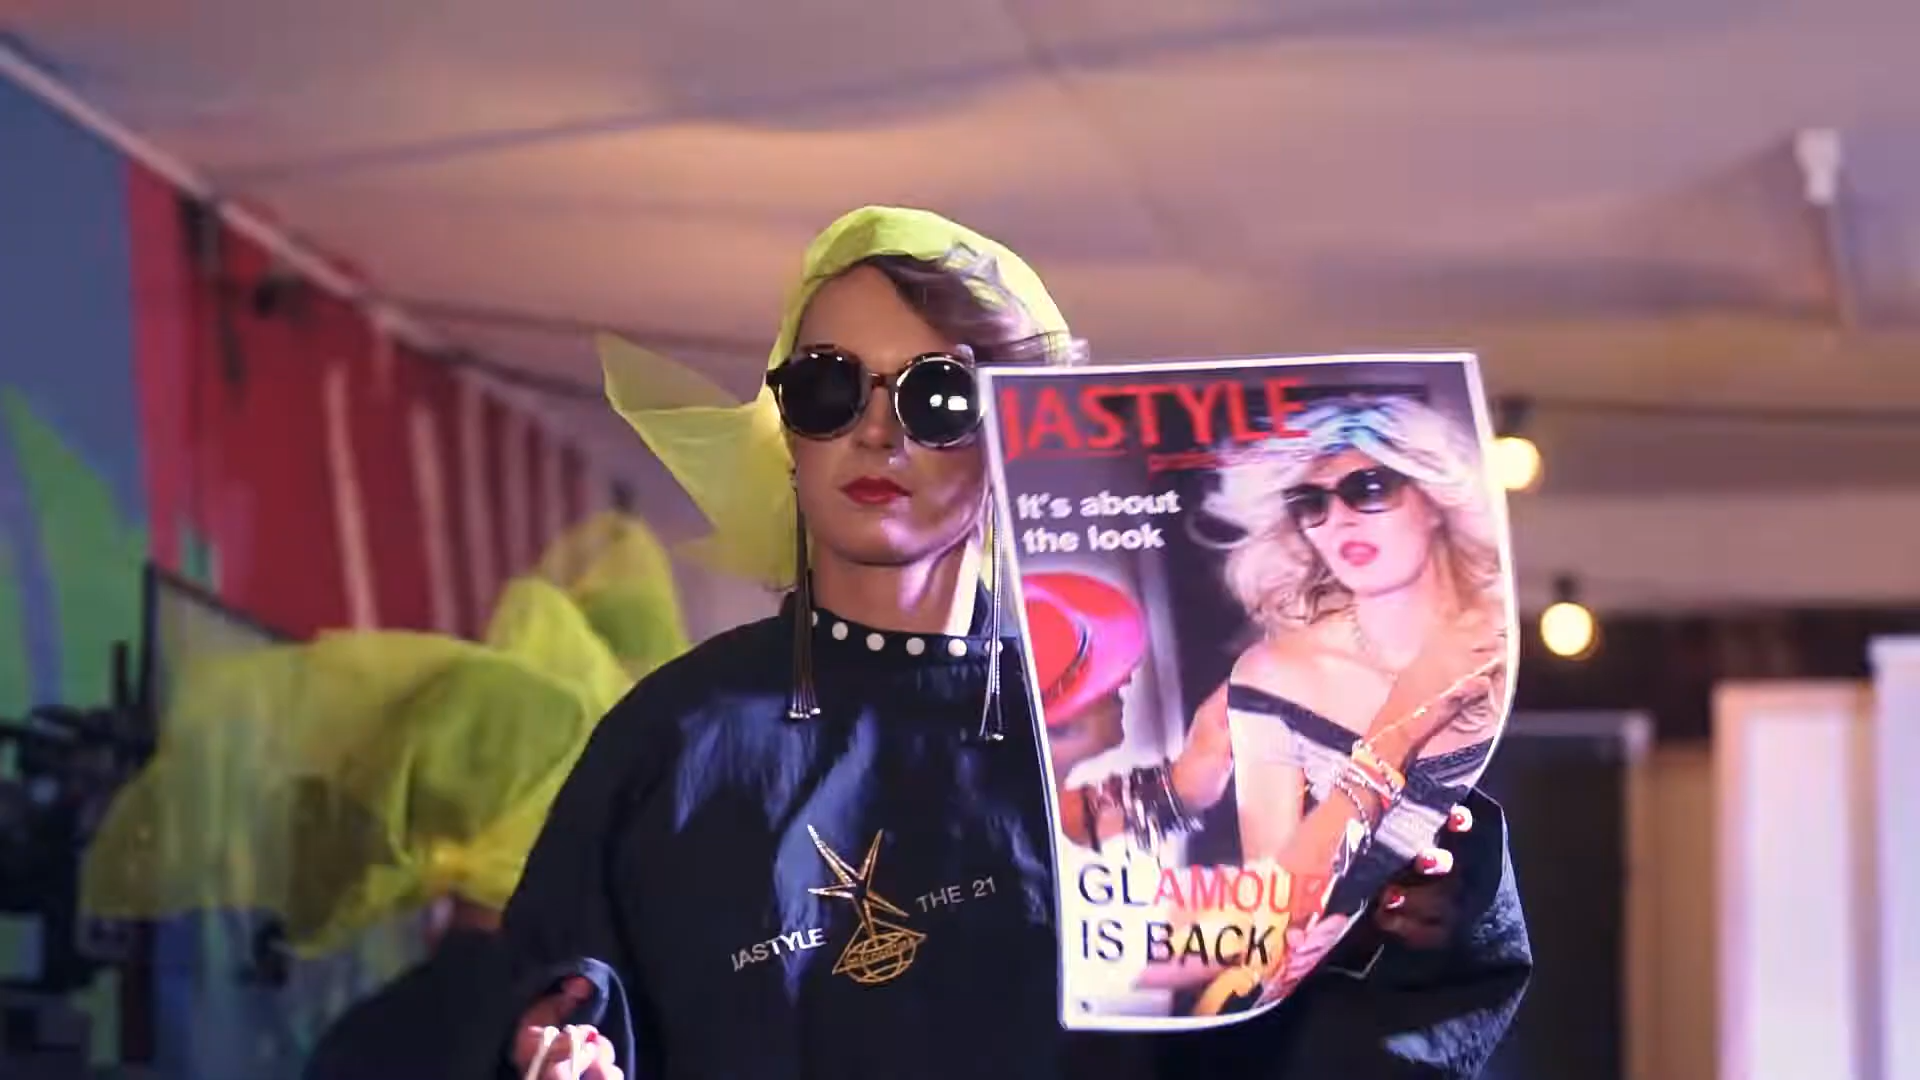 JASTYLE
It's about
the look
GLAMOUR
IS BACK
JASTYLE
THE 21